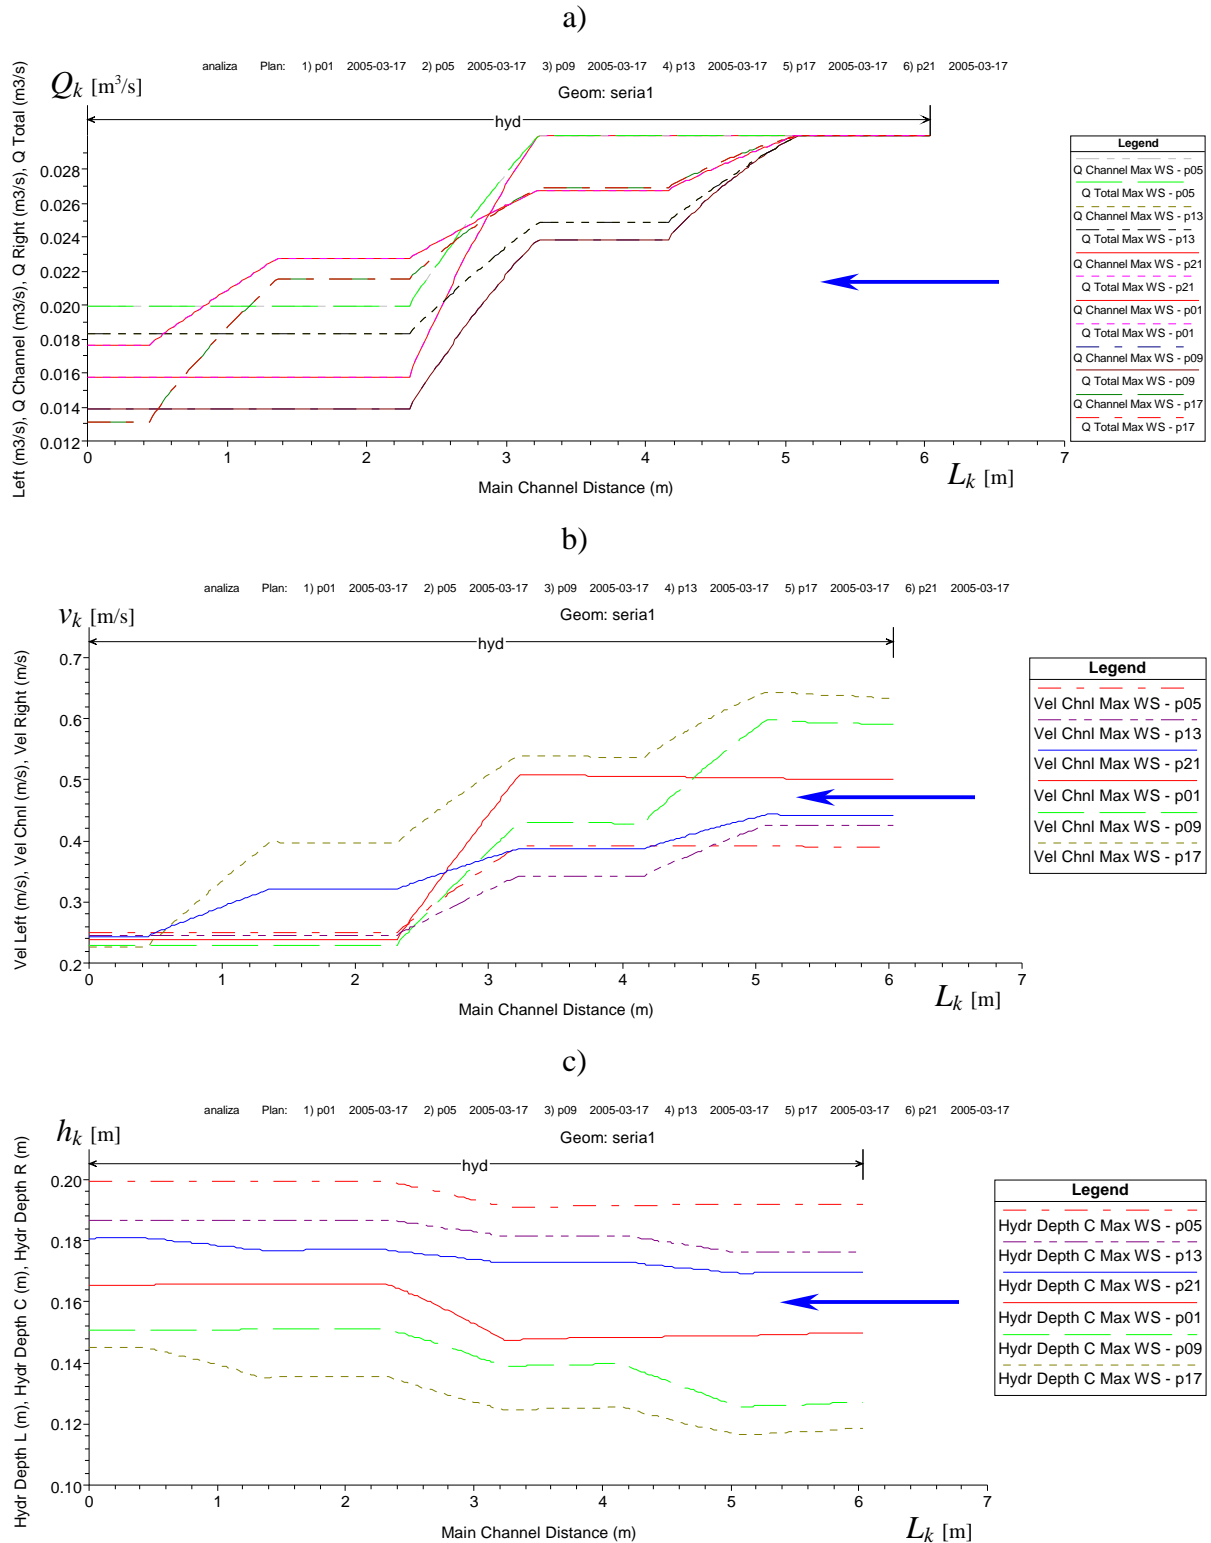 a)
analiza Plan: 1) p01 2005-03-17 2) p05 2005-03-17 3) p09 2005-03-17 4) p13 2005-03-17 5) p17 2005-03-17 6) p21 2005-03-17
Qk [m³/s]
Geom: seria1
hyd
Left (m3/s), Q Channel (m3/s), Q Right (m3/s), Q Total (m3/s)
0.028
0.026
0.024
0.022
0.020
0.018
0.016
0.014
0.012
0 1 2 3 4 5 6 7
Main Channel Distance (m)
Lk [m]
Legend
Q Channel Max WS - p05
Q Total Max WS - p05
Q Channel Max WS - p13
Q Total Max WS - p13
Q Channel Max WS - p21
Q Total Max WS - p21
Q Channel Max WS - p01
Q Total Max WS - p01
Q Channel Max WS - p09
Q Total Max WS - p09
Q Channel Max WS - p17
Q Total Max WS - p17
b)
analiza Plan: 1) p01 2005-03-17 2) p05 2005-03-17 3) p09 2005-03-17 4) p13 2005-03-17 5) p17 2005-03-17 6) p21 2005-03-17
vk [m/s]
Geom: seria1
hyd
Vel Left (m/s), Vel Chnl (m/s), Vel Right (m/s)
0.7
0.6
0.5
0.4
0.3
0.2
0 1 2 3 4 5 6 7
Main Channel Distance (m)
Lk [m]
Legend
Vel Chnl Max WS - p05
Vel Chnl Max WS - p13
Vel Chnl Max WS - p21
Vel Chnl Max WS - p01
Vel Chnl Max WS - p09
Vel Chnl Max WS - p17
c)
analiza Plan: 1) p01 2005-03-17 2) p05 2005-03-17 3) p09 2005-03-17 4) p13 2005-03-17 5) p17 2005-03-17 6) p21 2005-03-17
hk [m]
Geom: seria1
hyd
Hydr Depth L (m), Hydr Depth C (m), Hydr Depth R (m)
0.20
0.18
0.16
0.14
0.12
0.10
0 1 2 3 4 5 6 7
Main Channel Distance (m)
Lk [m]
Legend
Hydr Depth C Max WS - p05
Hydr Depth C Max WS - p13
Hydr Depth C Max WS - p21
Hydr Depth C Max WS - p01
Hydr Depth C Max WS - p09
Hydr Depth C Max WS - p17